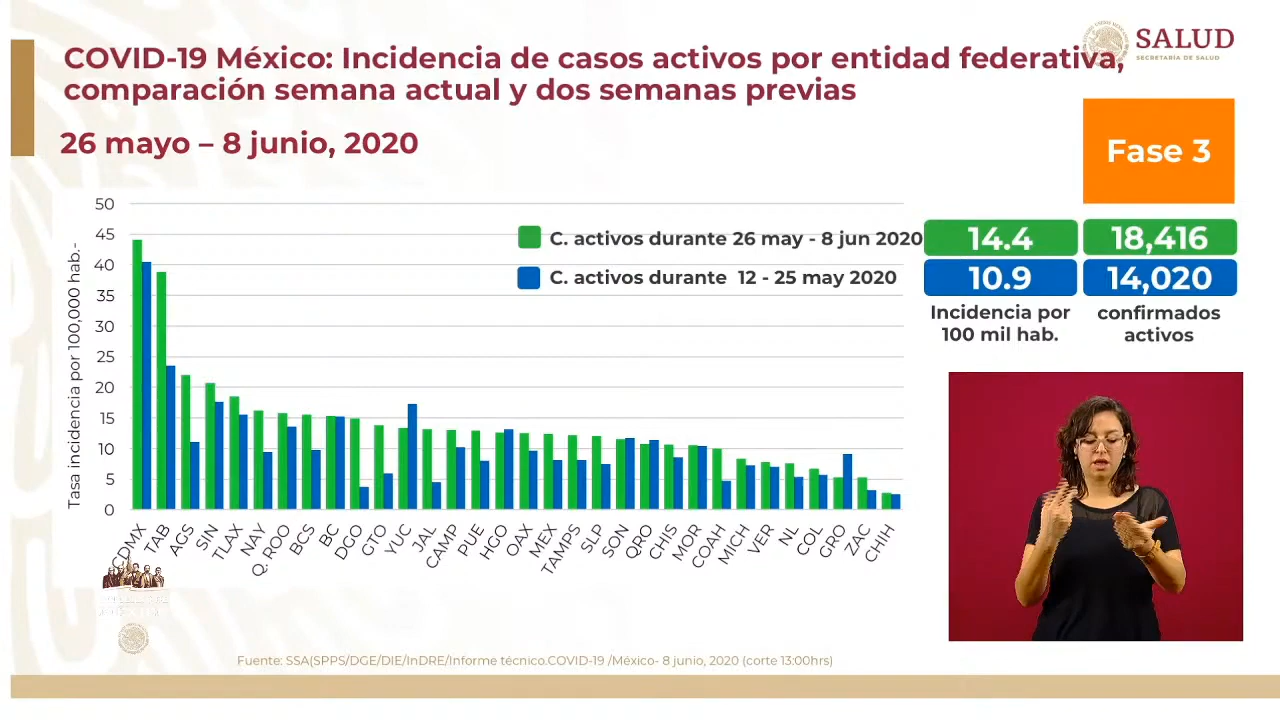 COVID-19 México: Incidencia de casos activos por entidad federativa,
comparación semana actual y dos semanas previas
SALUD
SECRETARÍA DE SALUD
26 mayo – 8 junio, 2020
Fase 3
Tasa incidencia por 100,000 hab.-
50
45
40
35
30
25
20
15
10
5
0
C. activos durante 26 may - 8 jun 2020
C. activos durante 12 - 25 may 2020
14.4
18,416
10.9
14,020
Incidencia por
100 mil hab.
confirmados
activos
CDMX
TAB
AGS
SIN
TLAX
NAY
Q. ROO
BCS
BC
DGO
GTO
YUC
JAL
CAMP
PUE
HGO
OAX
MEX
TAMPS
SLP
SON
QRO
CHIS
MOR
COAH
MICH
VER
NL
COL
GRO
ZAC
CHIH
Fuente: SSA(SPPS/DGE/DIE/InDRE/Informe técnico.COVID-19 /México- 8 junio, 2020 (corte 13:00hrs)